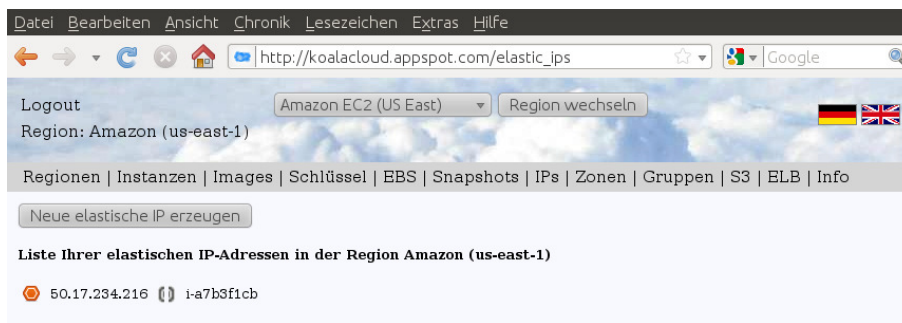 Datei Bearbeiten Ansicht Chronik Lesezeichen Extras Hilfe
http://koalacloud.appspot.com/elastic_ips Google
Logout Amazon EC2 (US East) Region wechseln
Region: Amazon (us-east-1)
Regionen | Instanzen | Images | Schlüssel | EBS | Snapshots | IPs | Zonen | Gruppen | S3 | ELB | Info
Neue elastische IP erzeugen
Liste Ihrer elastischen IP-Adressen in der Region Amazon (us-east-1)
50.17.234.216 i-a7b3f1cb